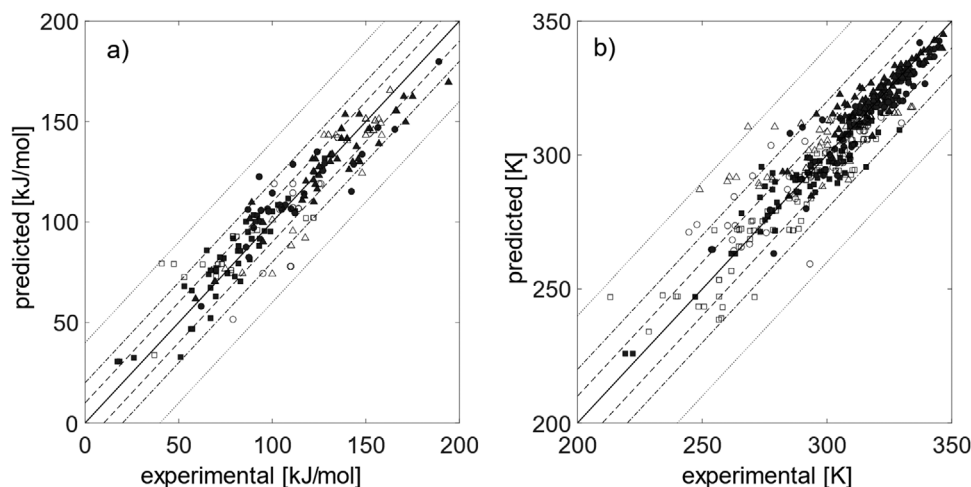 a)
predicted [kJ/mol]
200
150
100
50
0
0 50 100 150 200
experimental [kJ/mol]
b)
predicted [K]
350
300
250
200
200 250 300 350
experimental [K]